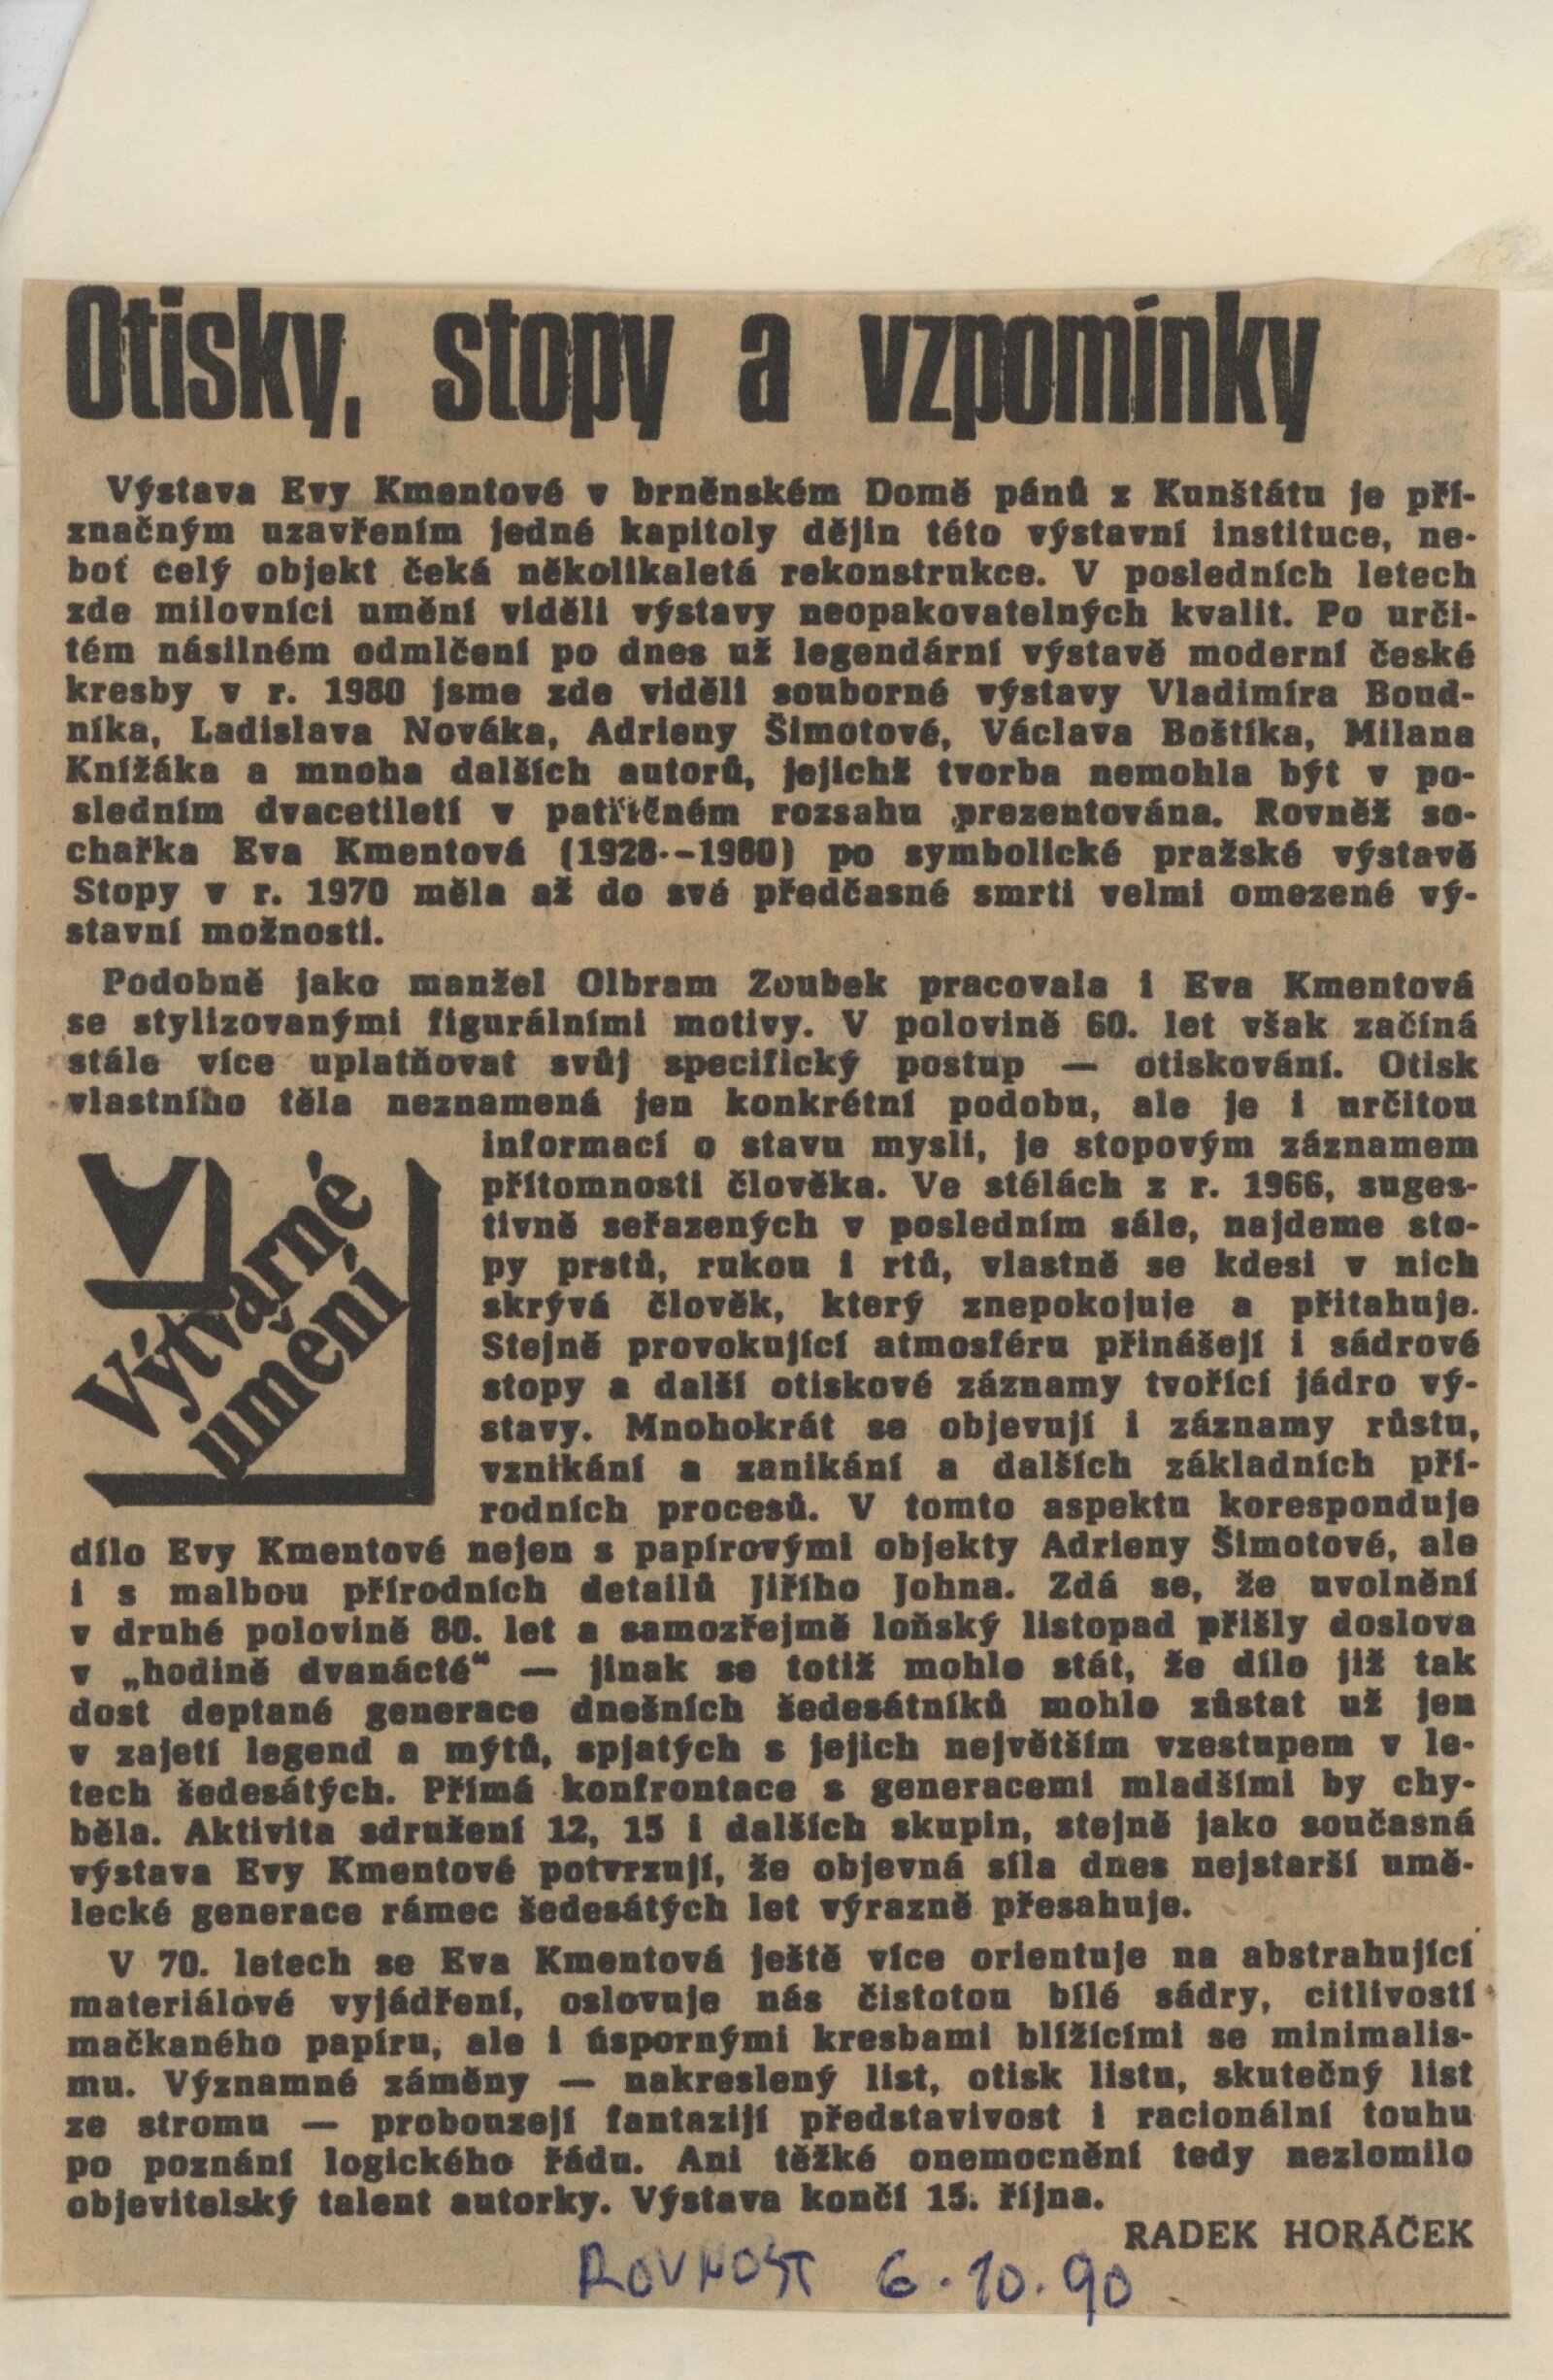 Otisky, stopy a vzpomínky
Výstava Evy Kmentové v brněnském Domě pánů z Kunštátu je pří-
značným uzavřením jedné kapitoly dějin této výstavní instituce, ne-
boť celý objekt čeká několikaletá rekonstrukce. V posledních letech
zde milovníci umění viděli výstavy neopakovatelných kvalit. Po urči-
tém násilném odmlčení po dnes už legendární výstavě moderní české
kresby v r. 1980 jsme zde viděli souborné výstavy Vladimíra Boud-
níka, Ladislava Nováka, Adrieny Šimotové, Václava Boštíka, Milana
Knížáka a mnoha dalších autorů, jejichž tvorba nemohla být v po-
sledním dvacetiletí v patřičném rozsahu prezentována. Rovněž so-
chařka Eva Kmentová (1928--1980) po symbolické pražské výstavě
Stopy v r. 1970 měla až do své předčasné smrti velmi omezené vý-
stavní možnosti.
Podobně jako manžel Olbram Zoubek pracovala i Eva Kmentová
se stylizovanými figurálními motivy. V polovině 60. let však začíná
stále více uplatňovat svůj specifický postup — otiskování. Otisk
vlastního těla neznamená jen konkrétní podobu, ale je i určitou
informací o stavu mysli, je stopovým záznamem
přítomnosti člověka. Ve stélách z r. 1966, suges-
tivně seřazených v posledním sále, najdeme sto-
py prstů, rukou i rtů, vlastně se kdesi v nich
skrývá člověk, který znepokojuje a přitahuje.
Stejně provokující atmosféru přinášejí i sádrové
stopy a další otiskové záznamy tvořící jádro vý-
stavy. Mnohokrát se objevují i záznamy růstu,
vznikání a zanikání a dalších základních pří-
rodních procesů. V tomto aspektu koresponduje
Výtvarné
umění
dílo Evy Kmentové nejen s papírovými objekty Adrieny Šimotové, ale
i s malbou přírodních detailů Jiřího Johna. Zdá se, že uvolnění
v druhé polovině 80. let a samozřejmě loňský listopad přišly doslova
v „hodině dvanácté“ — jinak se totiž mohlo stát, že dílo již tak
dost deptané generace dnešních šedesátníků mohlo zůstat už jen
v zajetí legend a mýtů, spjatých s jejich největším vzestupem v le-
tech šedesátých. Přímá konfrontace s generacemi mladšími by chy-
běla. Aktivita sdružení 12, 15 i dalších skupin, stejně jako současná
výstava Evy Kmentové potvrzují, že objevná síla dnes nejstarší umě-
lecké generace rámec šedesátých let výrazně přesahuje.
V 70. letech se Eva Kmentová ještě více orientuje na abstrahující
materiálové vyjádření, oslovuje nás čistotou bílé sádry, citlivostí
mačkaného papíru, ale i úspornými kresbami blížícími se minimalis-
mu. Významné záměny — nakreslený list, otisk listu, skutečný list
ze stromu — probouzejí fantazijí představivost i racionální touhu
po poznání logického řádu. Ani těžké onemocnění tedy nezlomilo
objevitelský talent autorky. Výstava končí 15. října.
RADEK HORÁČEK
ROVNOST 6.10.90